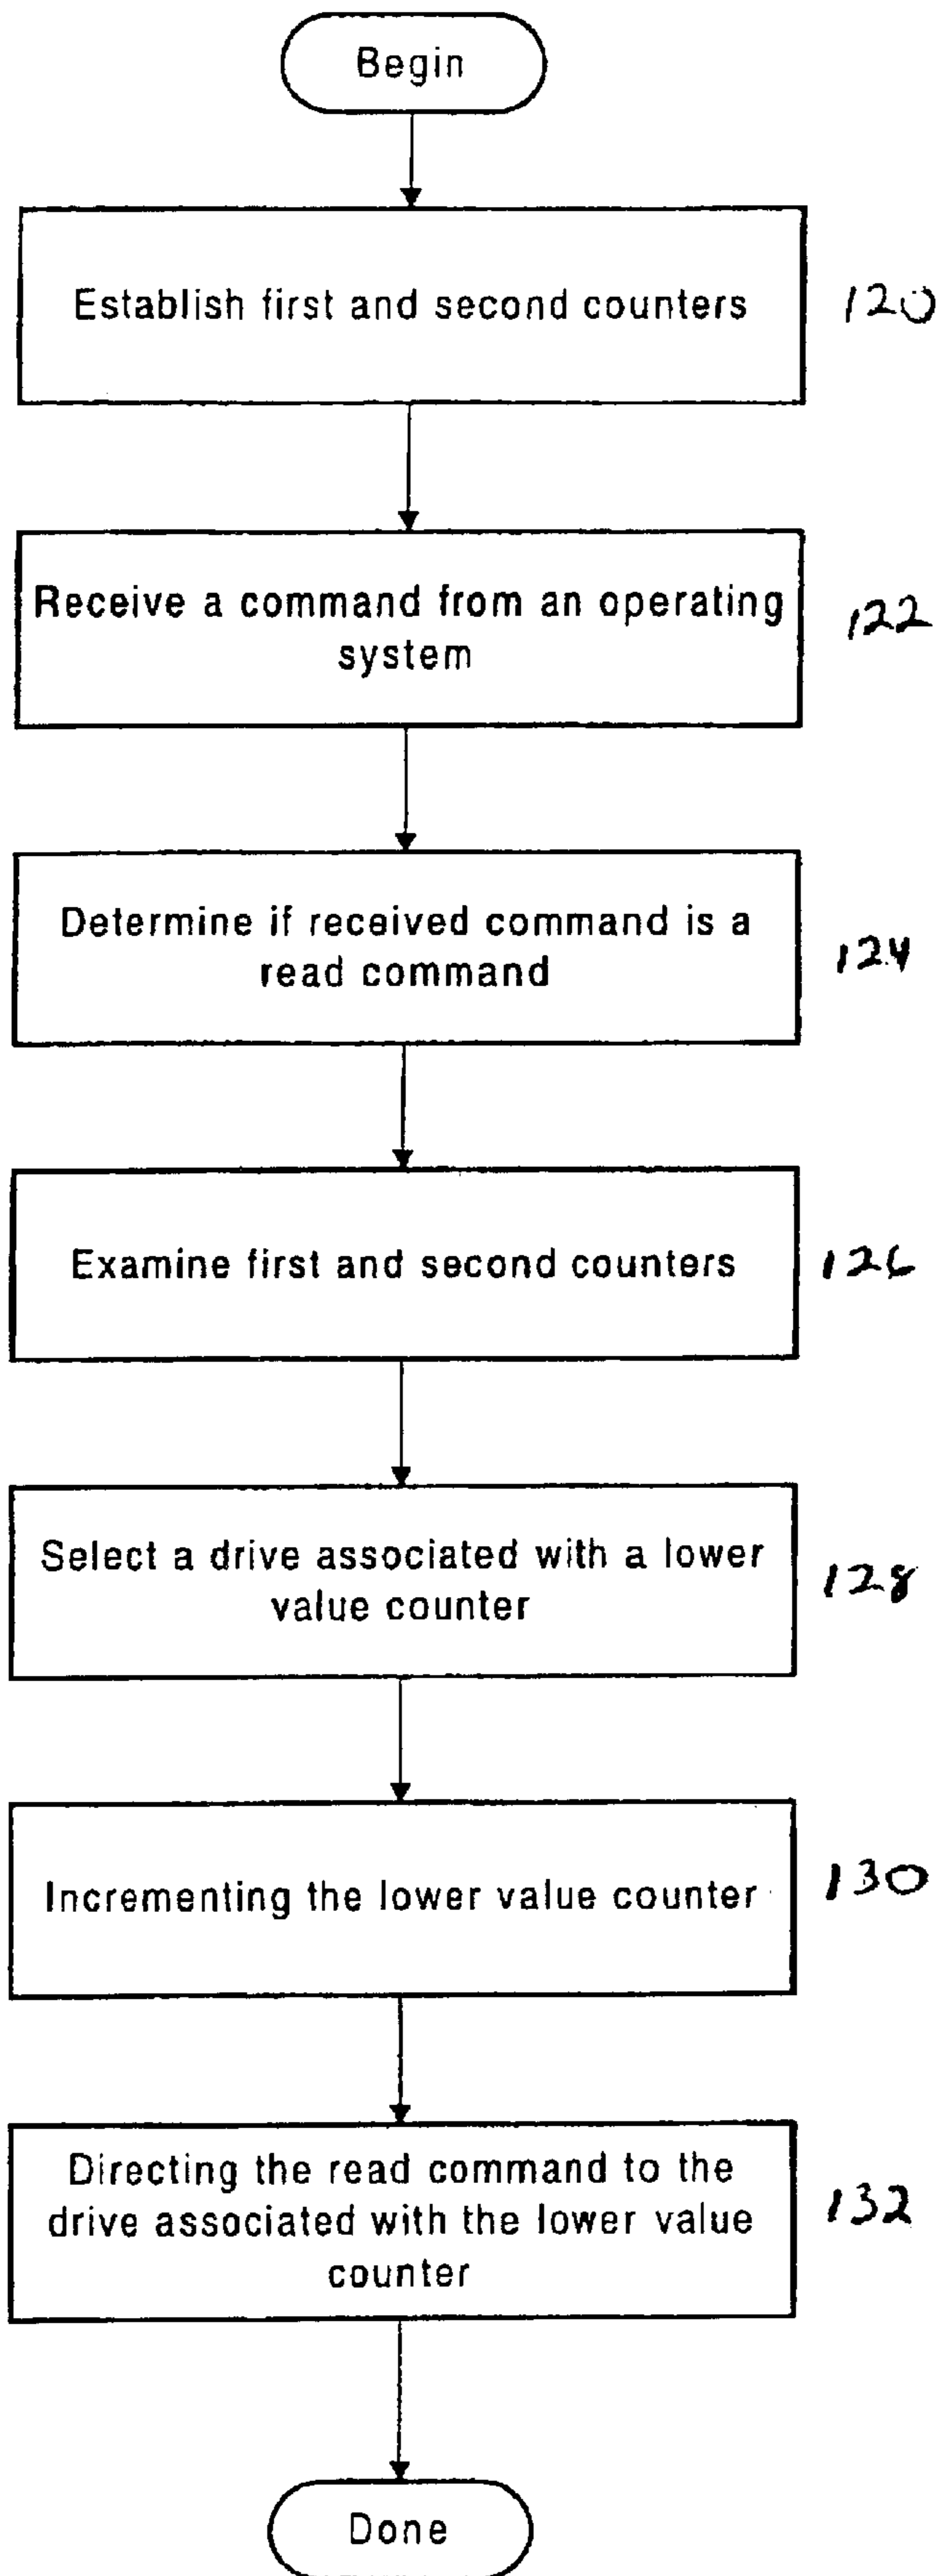 Begin
Establish first and second counters
120
Receive a command from an operating
system
122
Determine if received command is a
read command
124
Examine first and second counters
126
Select a drive associated with a lower
value counter
128
Incrementing the lower value counter
130
Directing the read command to the
drive associated with the lower value
counter
132
Done